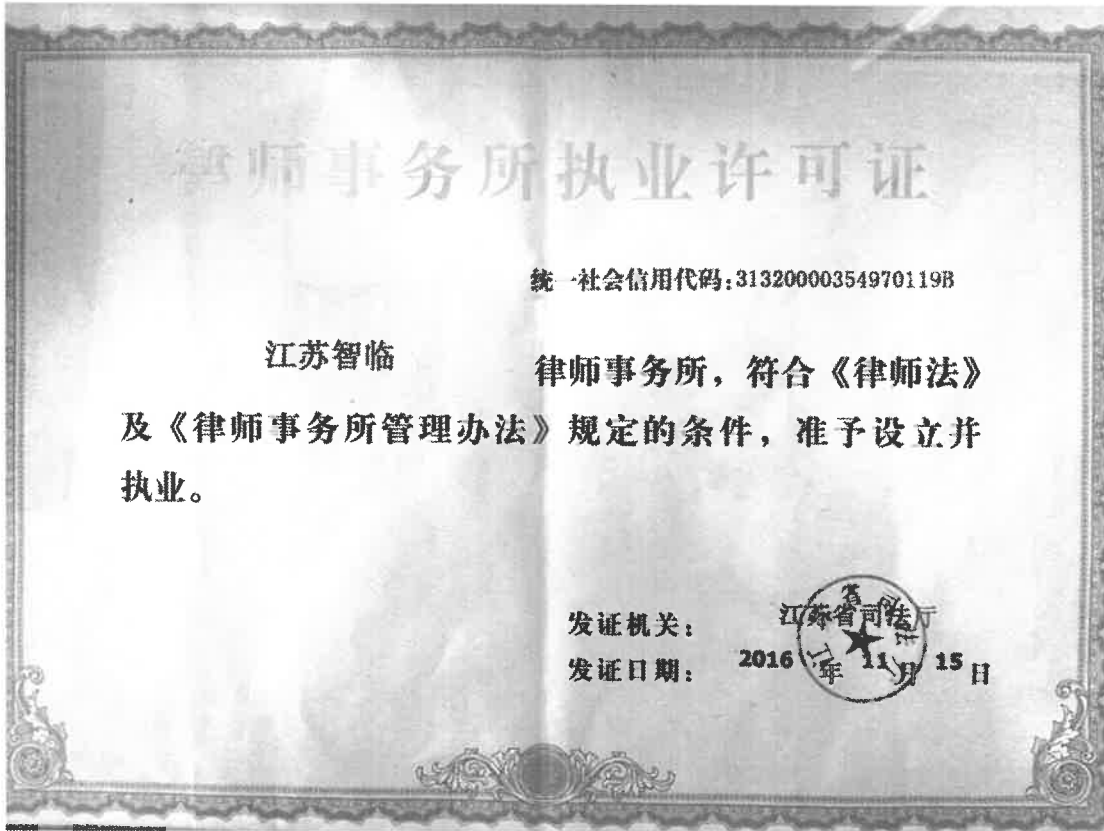 律师事务所执业许可证
统一社会信用代码:31320000354970119B
江苏智临 律师事务所，符合《律师法》
及《律师事务所管理办法》规定的条件，准予设立并
执业。
发证机关： 江苏省司法厅
发证日期： 2016 年 11 月 15 日